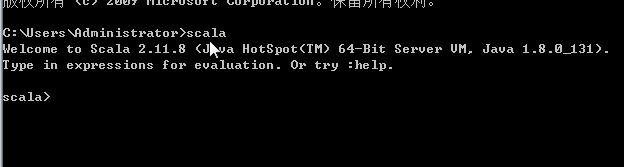 版权所有 (c) 2009 Microsoft Corporation。保留所有权利。
C:\Users\Administrator>scala
Welcome to Scala 2.11.8 (Java HotSpot(TM) 64-Bit Server VM, Java 1.8.0_131).
Type in expressions for evaluation. Or try :help.
scala>